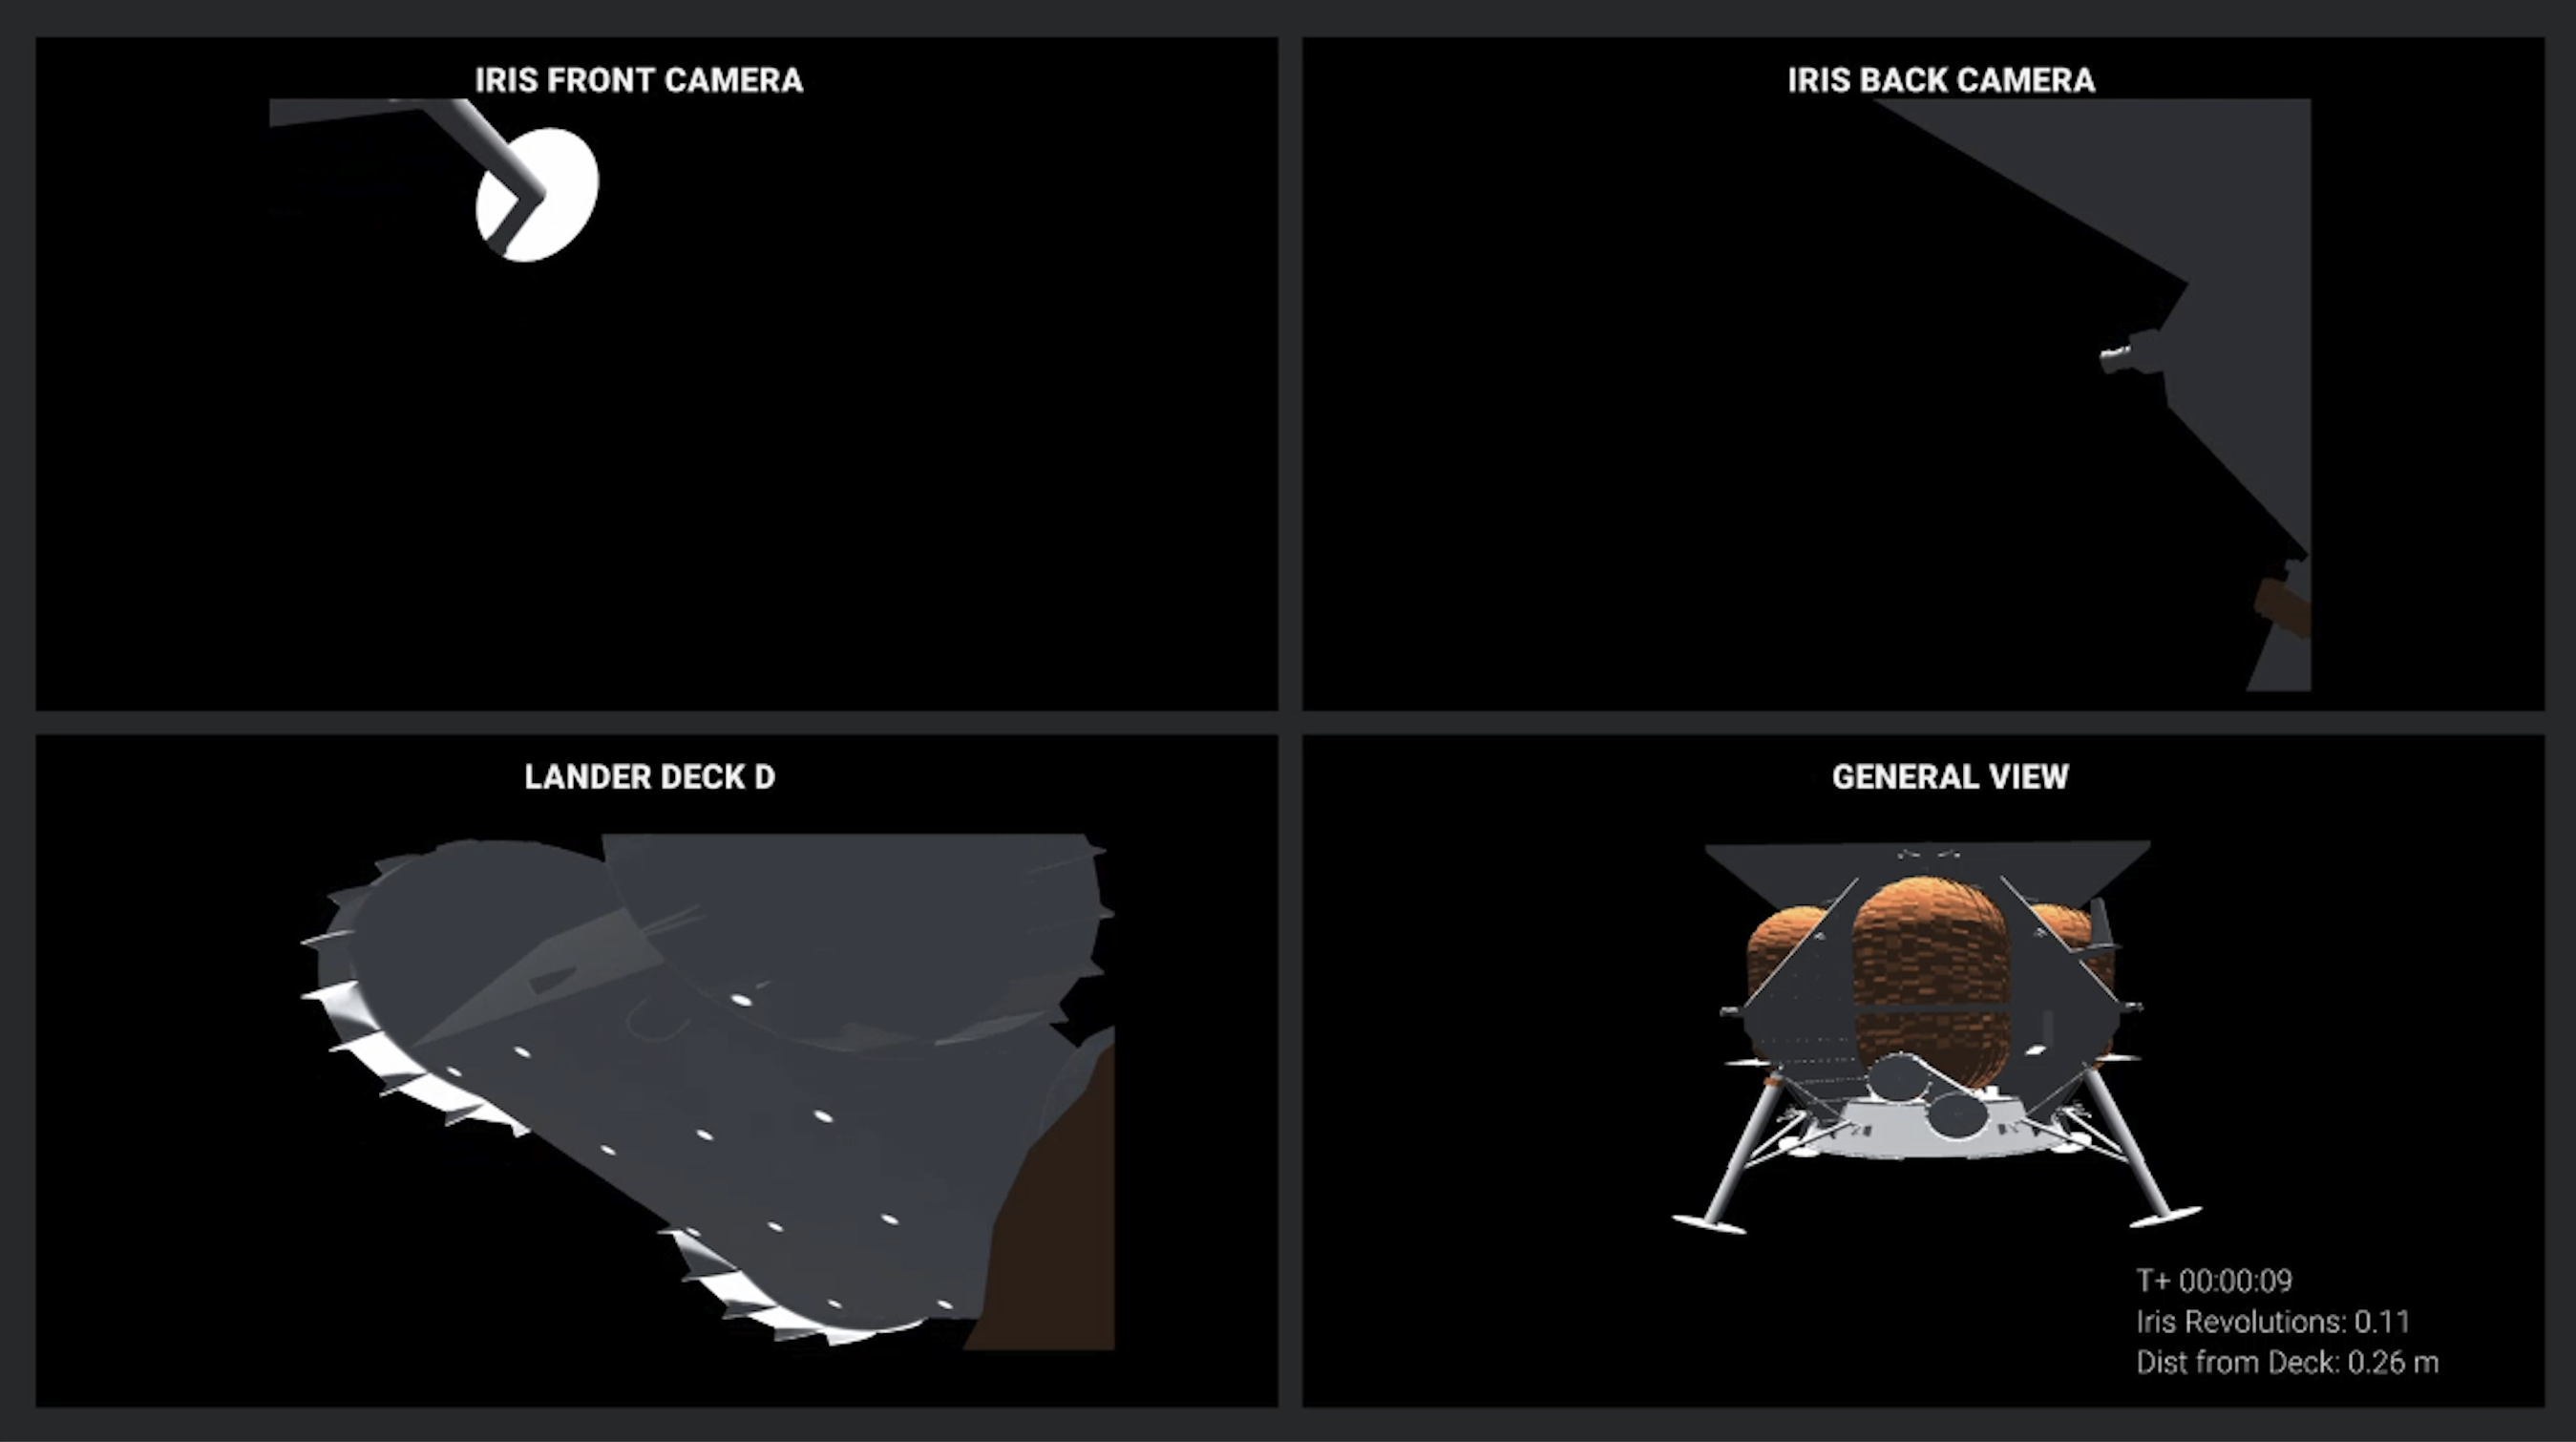 IRIS FRONT CAMERA
IRIS BACK CAMERA
LANDER DECK D
GENERAL VIEW
T+ 00:00:09
Iris Revolutions: 0.11
Dist from Deck: 0.26 m